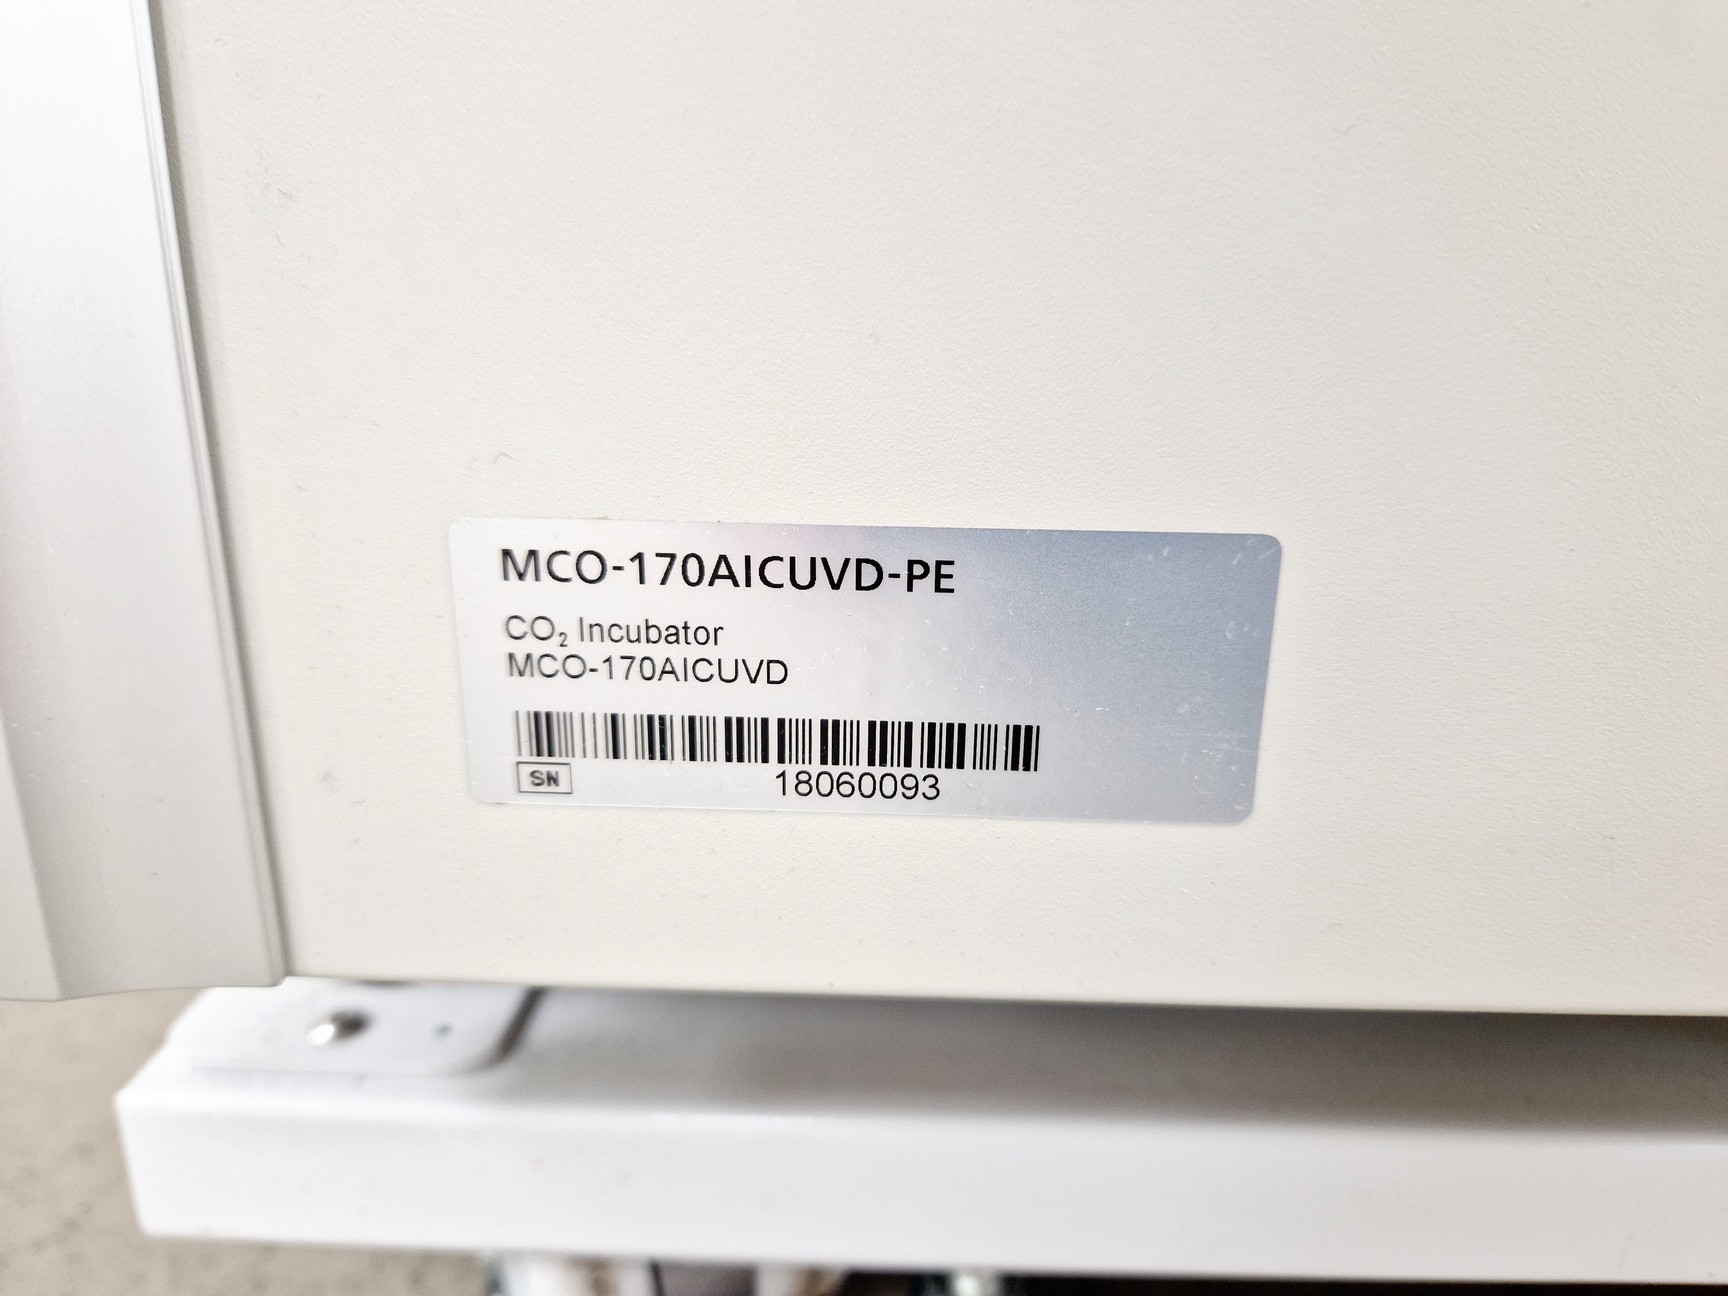 MCO-170AICUVD-PE
CO₂ Incubator
MCO-170AICUVD
SN
18060093